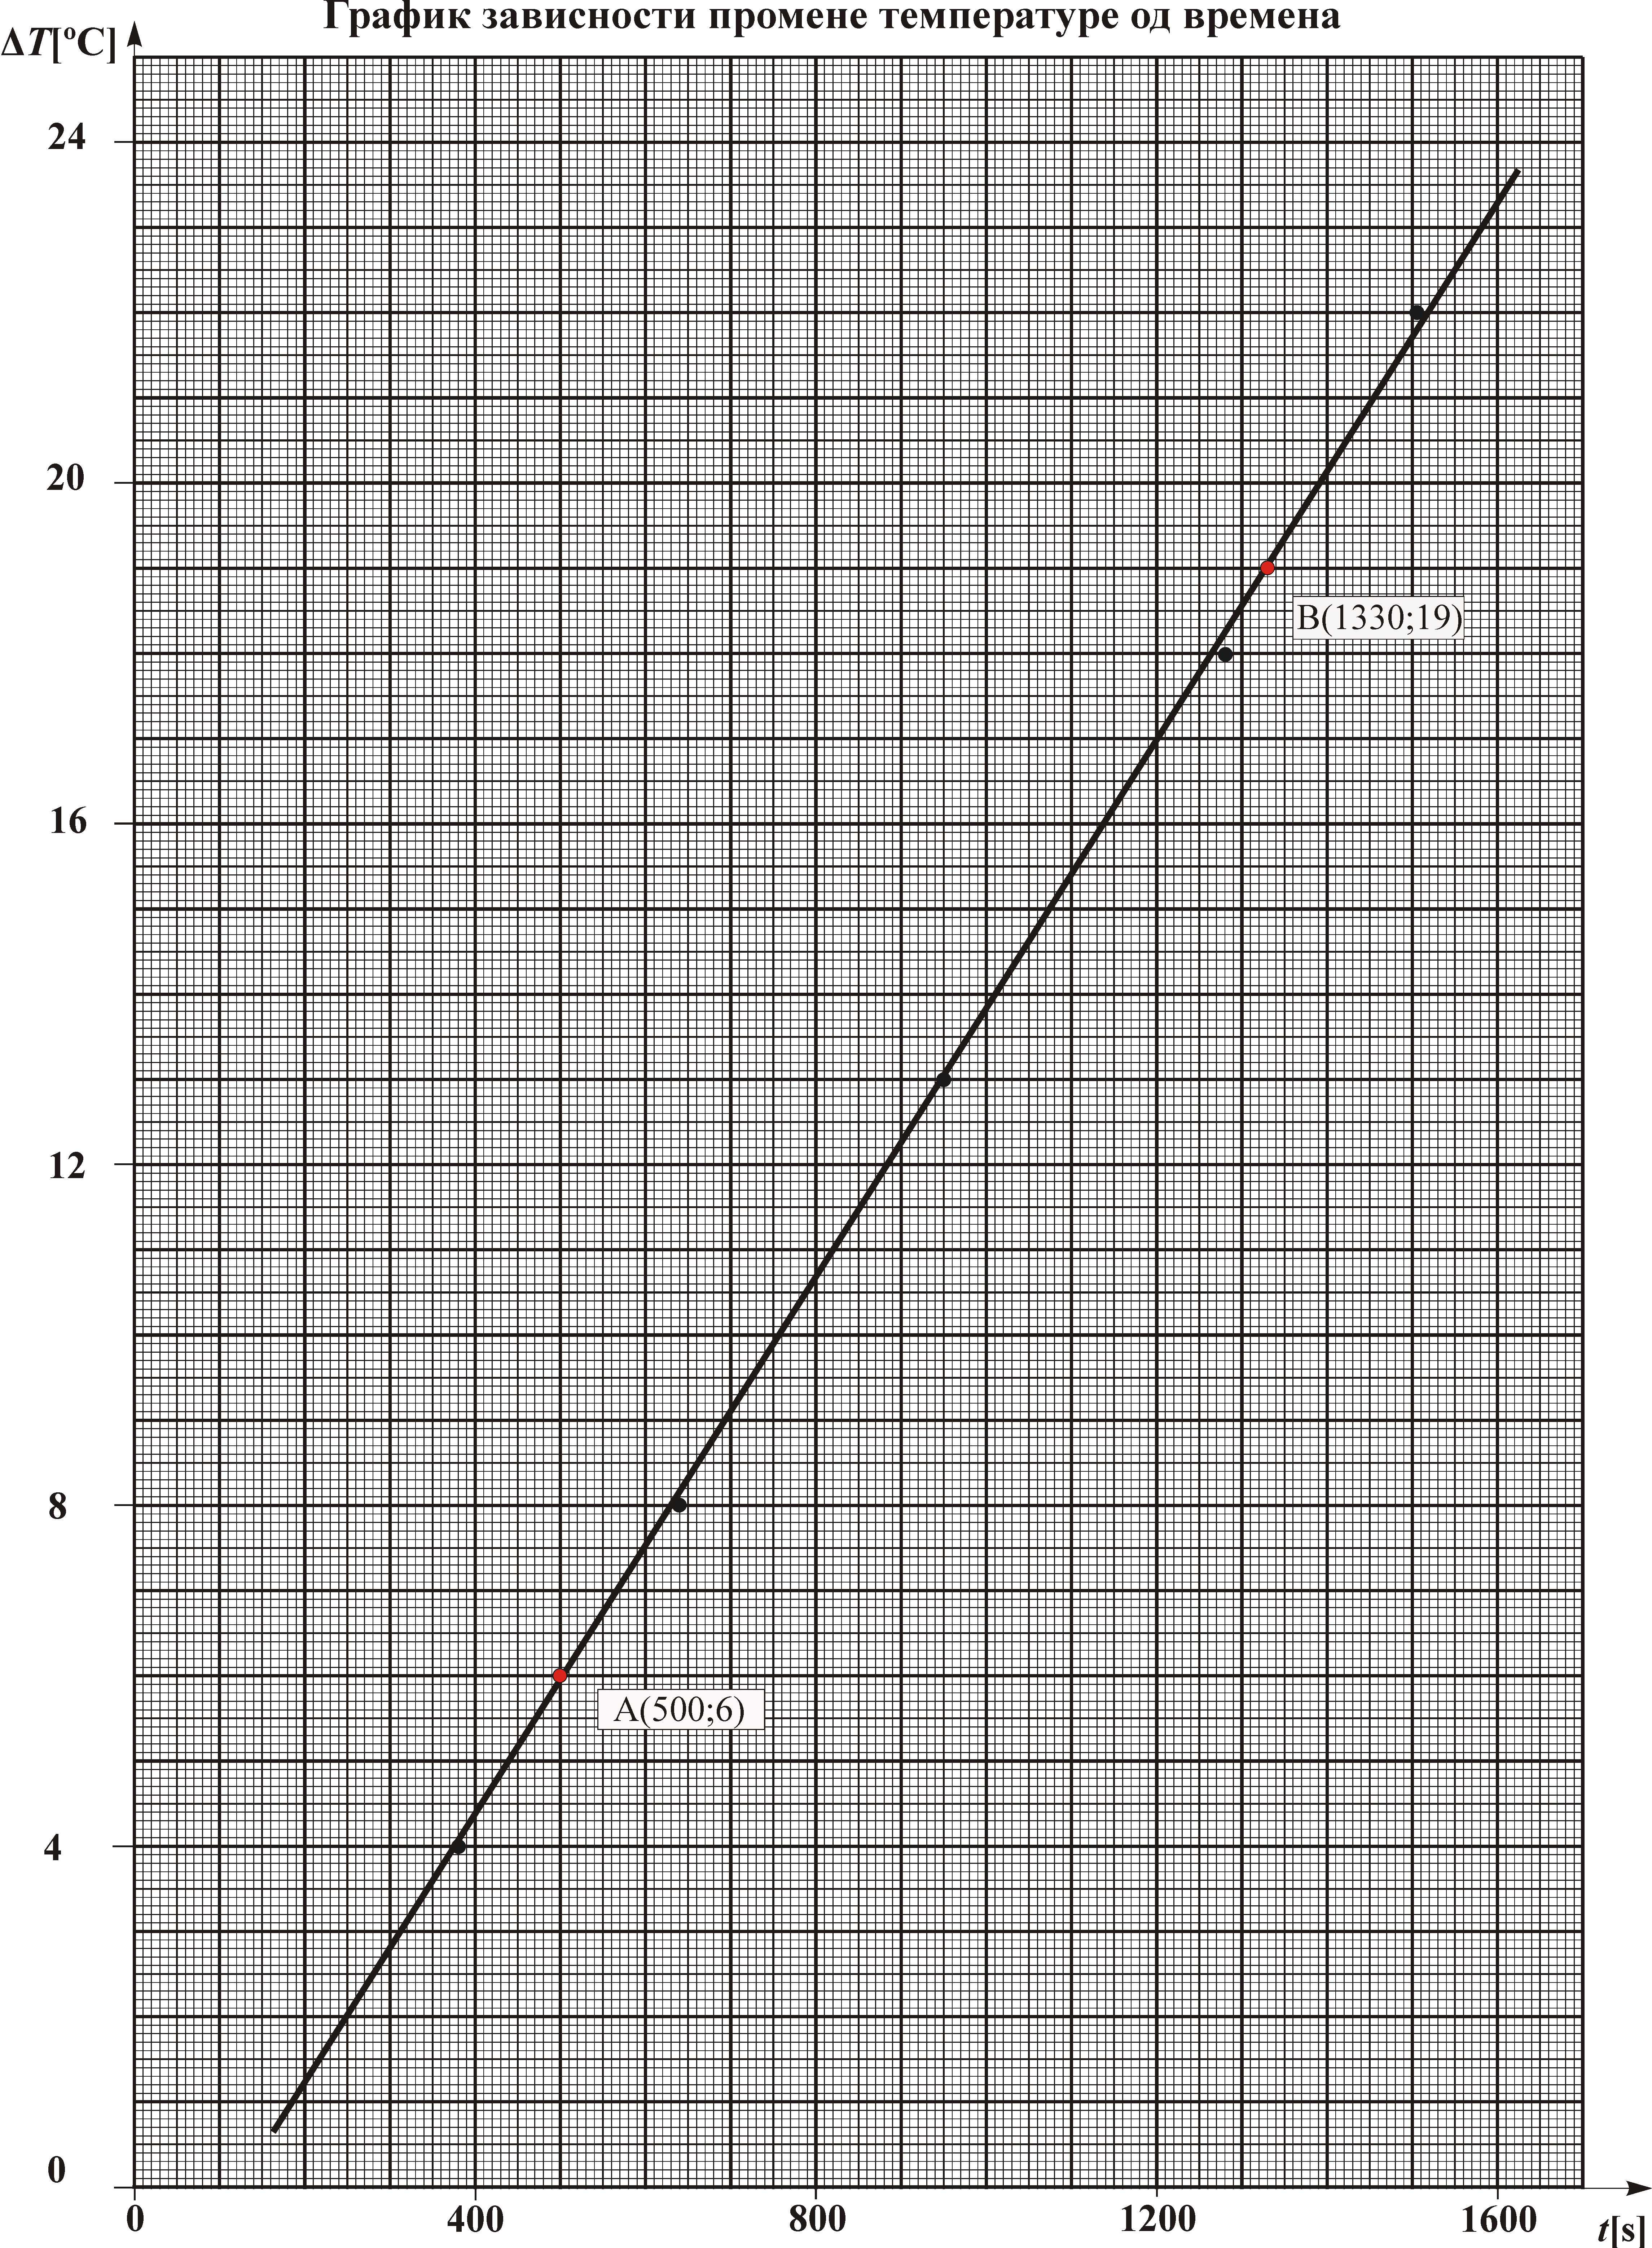 График зависности промене температуре од времена
ΔT[ºC]
24
20
B(1330;19)
16
12
8
A(500;6)
4
0
0 400 800 1200 1600 t[s]